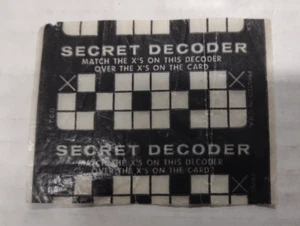 SECRET DECODER
MATCH THE X'S ON THIS DECODER
OVER THE X'S ON THE CARD
SECRET DECODER
MATCH THE X'S ON THIS DECODER
OVER THE X'S ON THE CARD